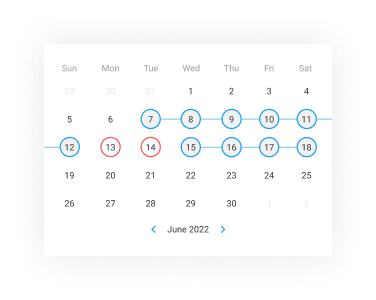 Sun Mon Tue Wed Thu Fri Sat
29 30 31 1 2 3 4
5 6 7 8 9 10 11
12 13 14 15 16 17 18
19 20 21 22 23 24 25
26 27 28 29 30 1 2
June 2022